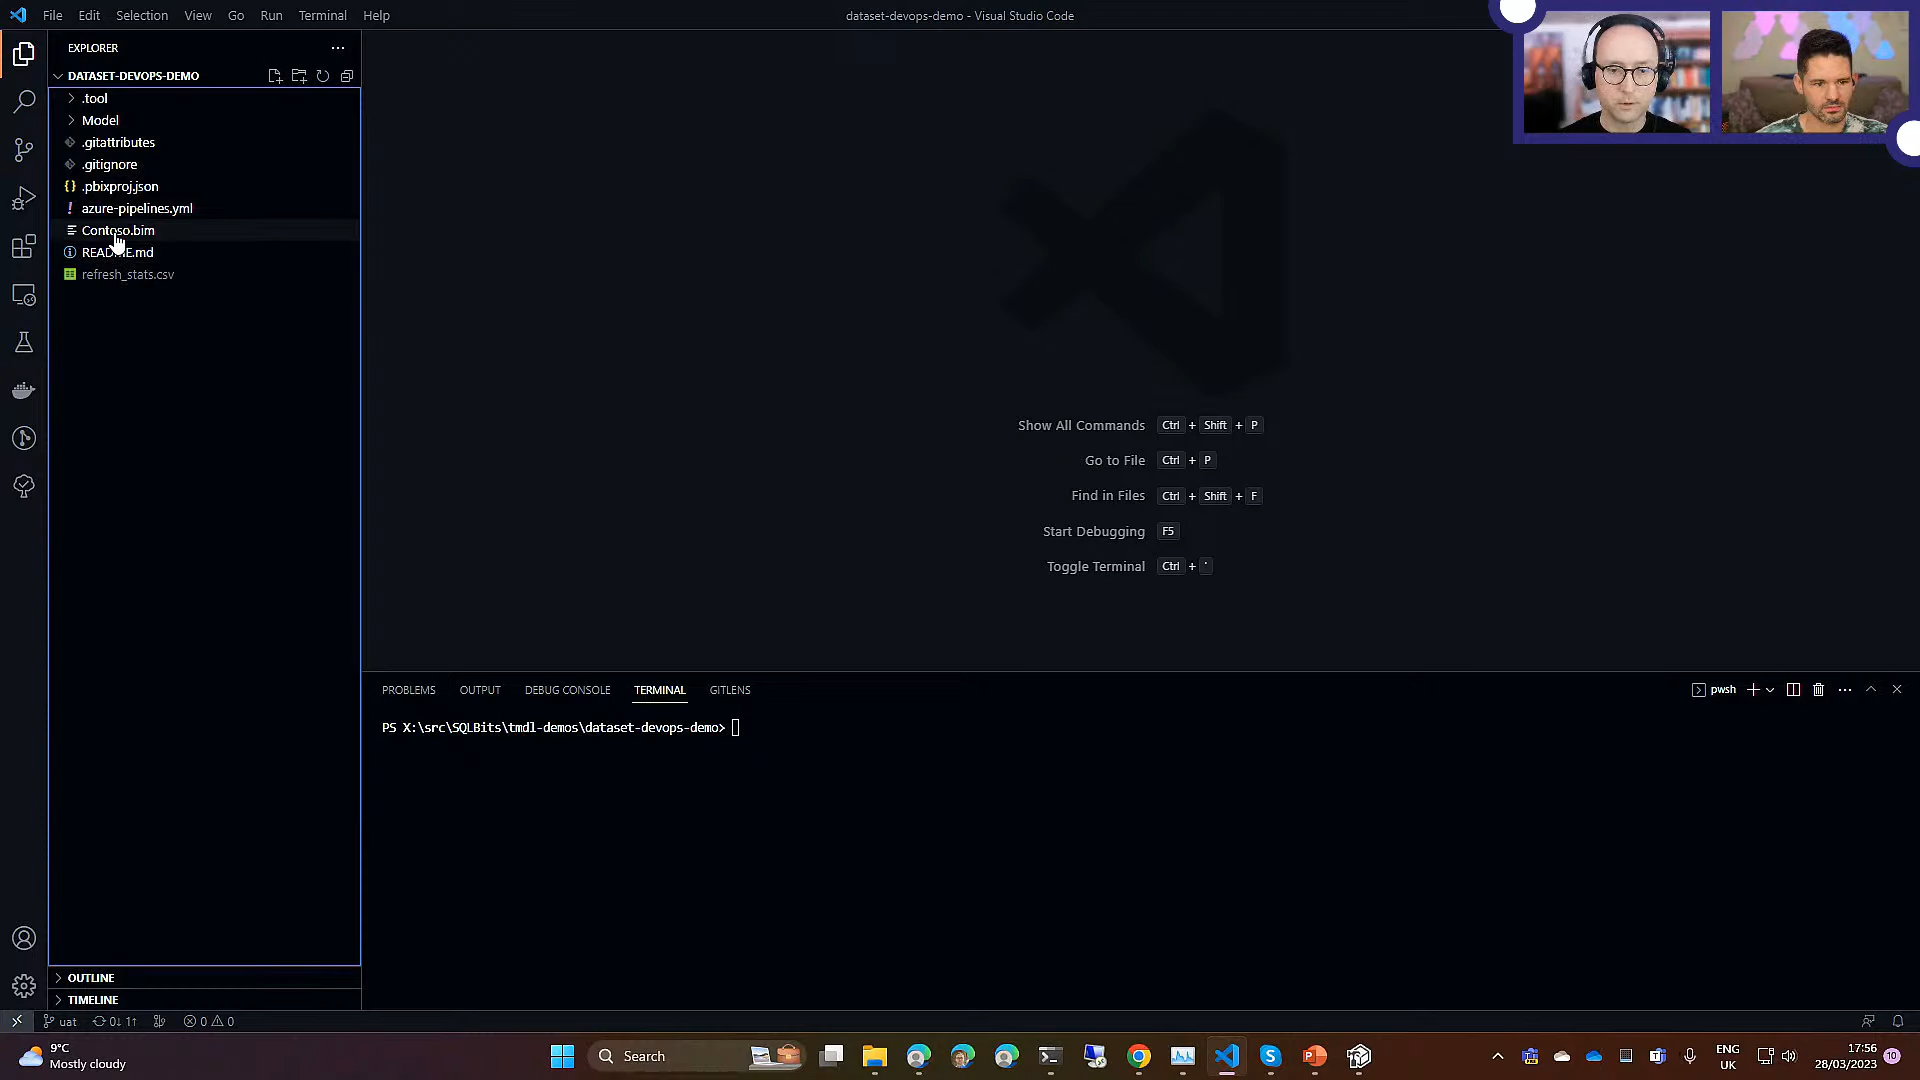 File Edit Selection View Go Run Terminal Help
dataset-devops-demo - Visual Studio Code
EXPLORER
DATASET-DEVOPS-DEMO
.tool
Model
.gitattributes
.gitignore
.pbixproj.json
azure-pipelines.yml
Contoso.bim
README.md
refresh_stats.csv
Show All Commands Ctrl + Shift + P
Go to File Ctrl + P
Find in Files Ctrl + Shift + F
Start Debugging F5
Toggle Terminal Ctrl + '
PROBLEMS OUTPUT DEBUG CONSOLE TERMINAL GITLENS
pwsh
PS X:\src\SQLBits\tmdl-demos\dataset-devops-demo>
OUTLINE
TIMELINE
uat 0↓ 1↑ 0 0
9°C
Mostly cloudy
Search
ENG
UK
17:56
28/03/2023
10